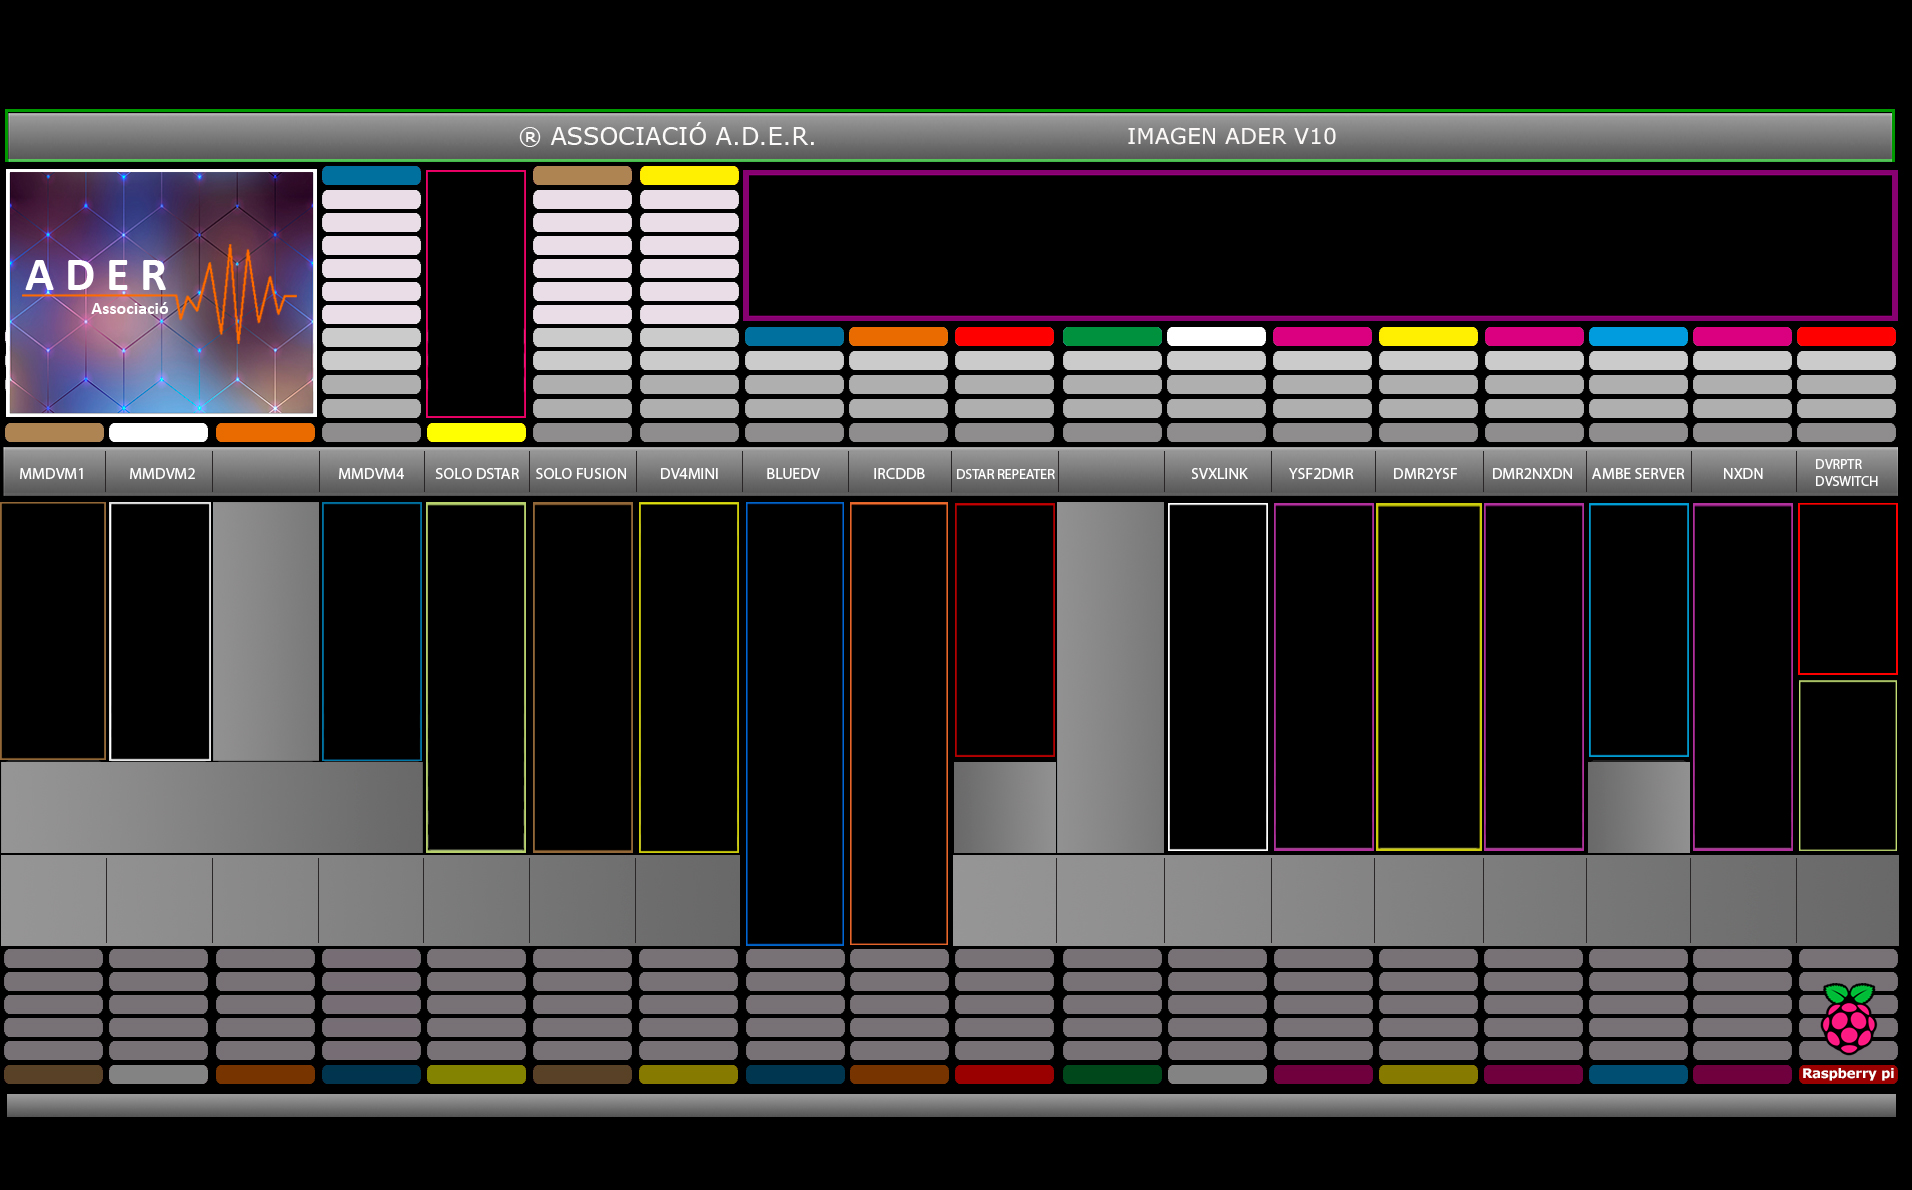 ® ASSOCIACIÓ A.D.E.R. IMAGEN ADER V10
ADER
Associació
MMDVM1 MMDVM2 MMDVM4 SOLO DSTAR SOLO FUSION DV4MINI BLUEDV IRCDDB DSTAR REPEATER SVXLINK YSF2DMR DMR2YSF DMR2NXDN AMBE SERVER NXDN DVRPTR
DVSWITCH
Raspberry pi